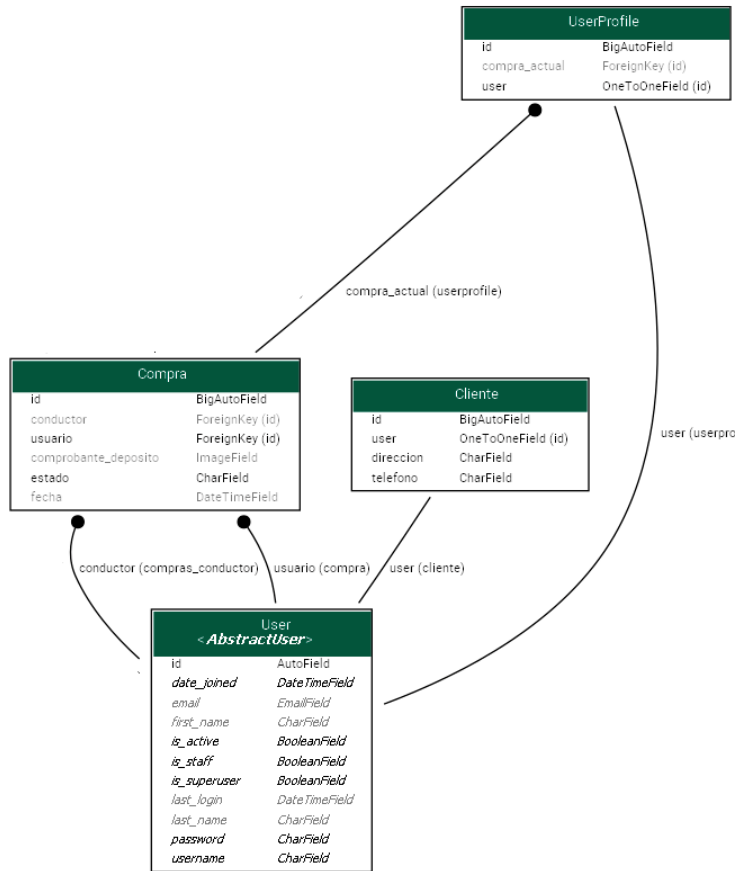 UserProfile
id BigAutoField
compra_actual ForeignKey (id)
user OneToOneField (id)
compra_actual (userprofile)
Compra
id BigAutoField
conductor ForeignKey (id)
usuario ForeignKey (id)
comprobante_deposito ImageField
estado CharField
fecha DateTimeField
Cliente
id BigAutoField
user OneToOneField (id)
direccion CharField
telefono CharField
user (userpro
conductor (compras_conductor)
usuario (compra)
user (cliente)
User
<AbstractUser>
id AutoField
date_joined DateTimeField
email EmailField
first_name CharField
is_active BooleanField
is_staff BooleanField
is_superuser BooleanField
last_login DateTimeField
last_name CharField
password CharField
username CharField